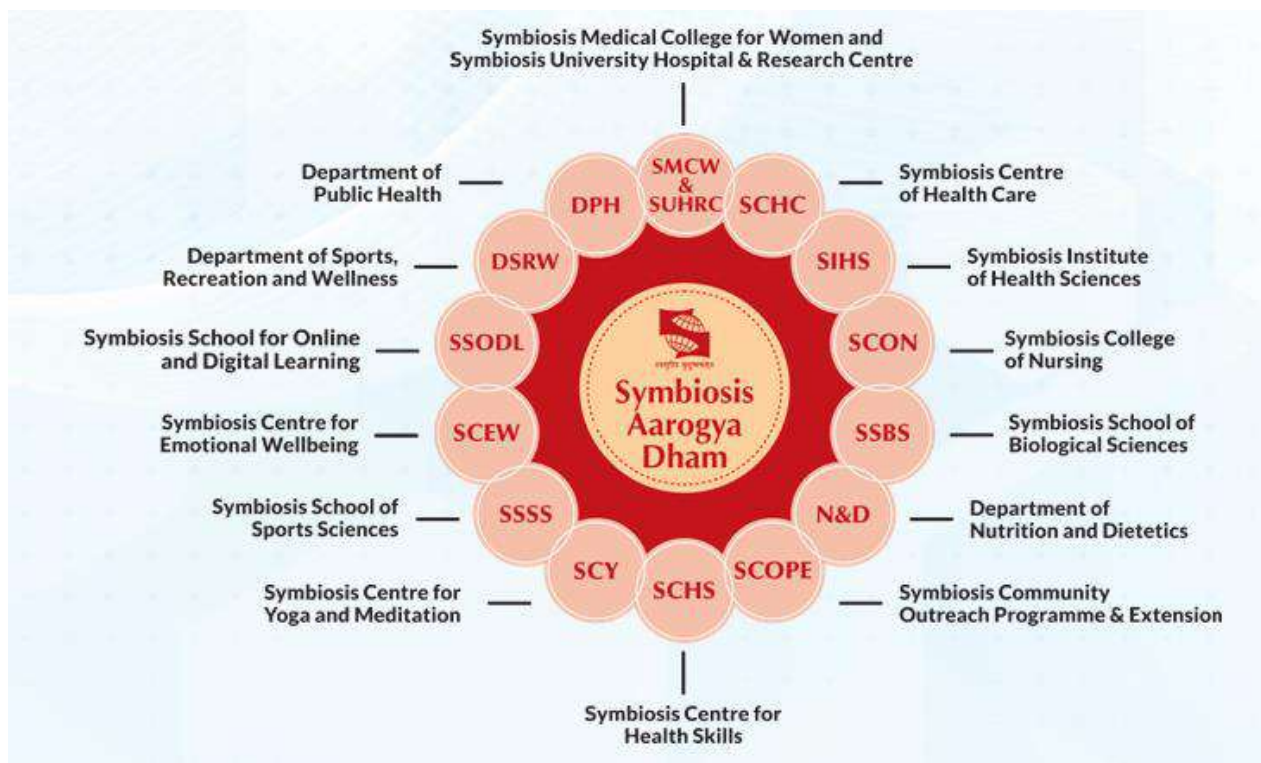 Symbiosis Medical College for Women and
Symbiosis University Hospital & Research Centre
SMCW
&
SUHRC
SCHC
Symbiosis Centre
of Health Care
SIHS
Symbiosis Institute
of Health Sciences
SCON
Symbiosis College
of Nursing
SSBS
Symbiosis School of
Biological Sciences
N&D
Department of
Nutrition and Dietetics
SCOPE
Symbiosis Community
Outreach Programme & Extension
SCHS
Symbiosis Centre for
Health Skills
SCY
Symbiosis Centre for
Yoga and Meditation
SSSS
Symbiosis School of
Sports Sciences
SCEW
Symbiosis Centre for
Emotional Wellbeing
SSODL
Symbiosis School for Online
and Digital Learning
DSRW
Department of Sports,
Recreation and Wellness
DPH
Department of
Public Health
Symbiosis
Aarogya
Dham